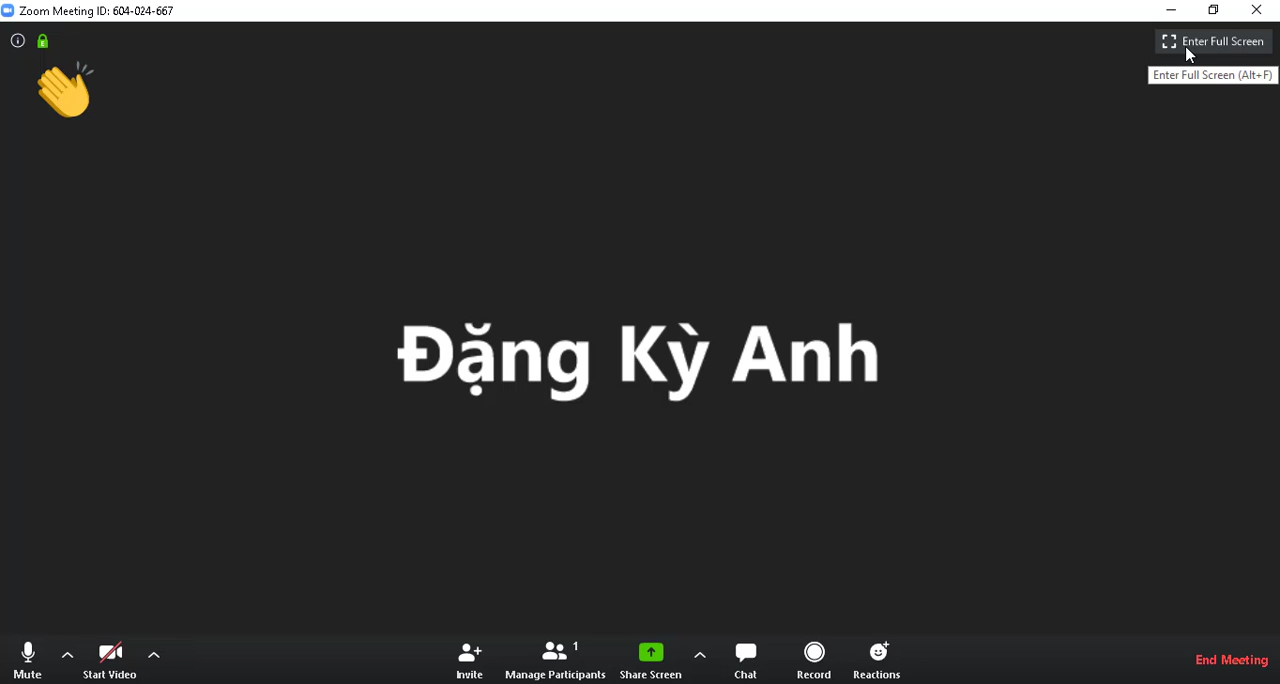 Zoom Meeting ID: 604-024-667
Enter Full Screen
Enter Full Screen (Alt+F)
Đặng Kỳ Anh
Mute
Start Video
Invite
Manage Participants
1
Share Screen
Chat
Record
Reactions
End Meeting